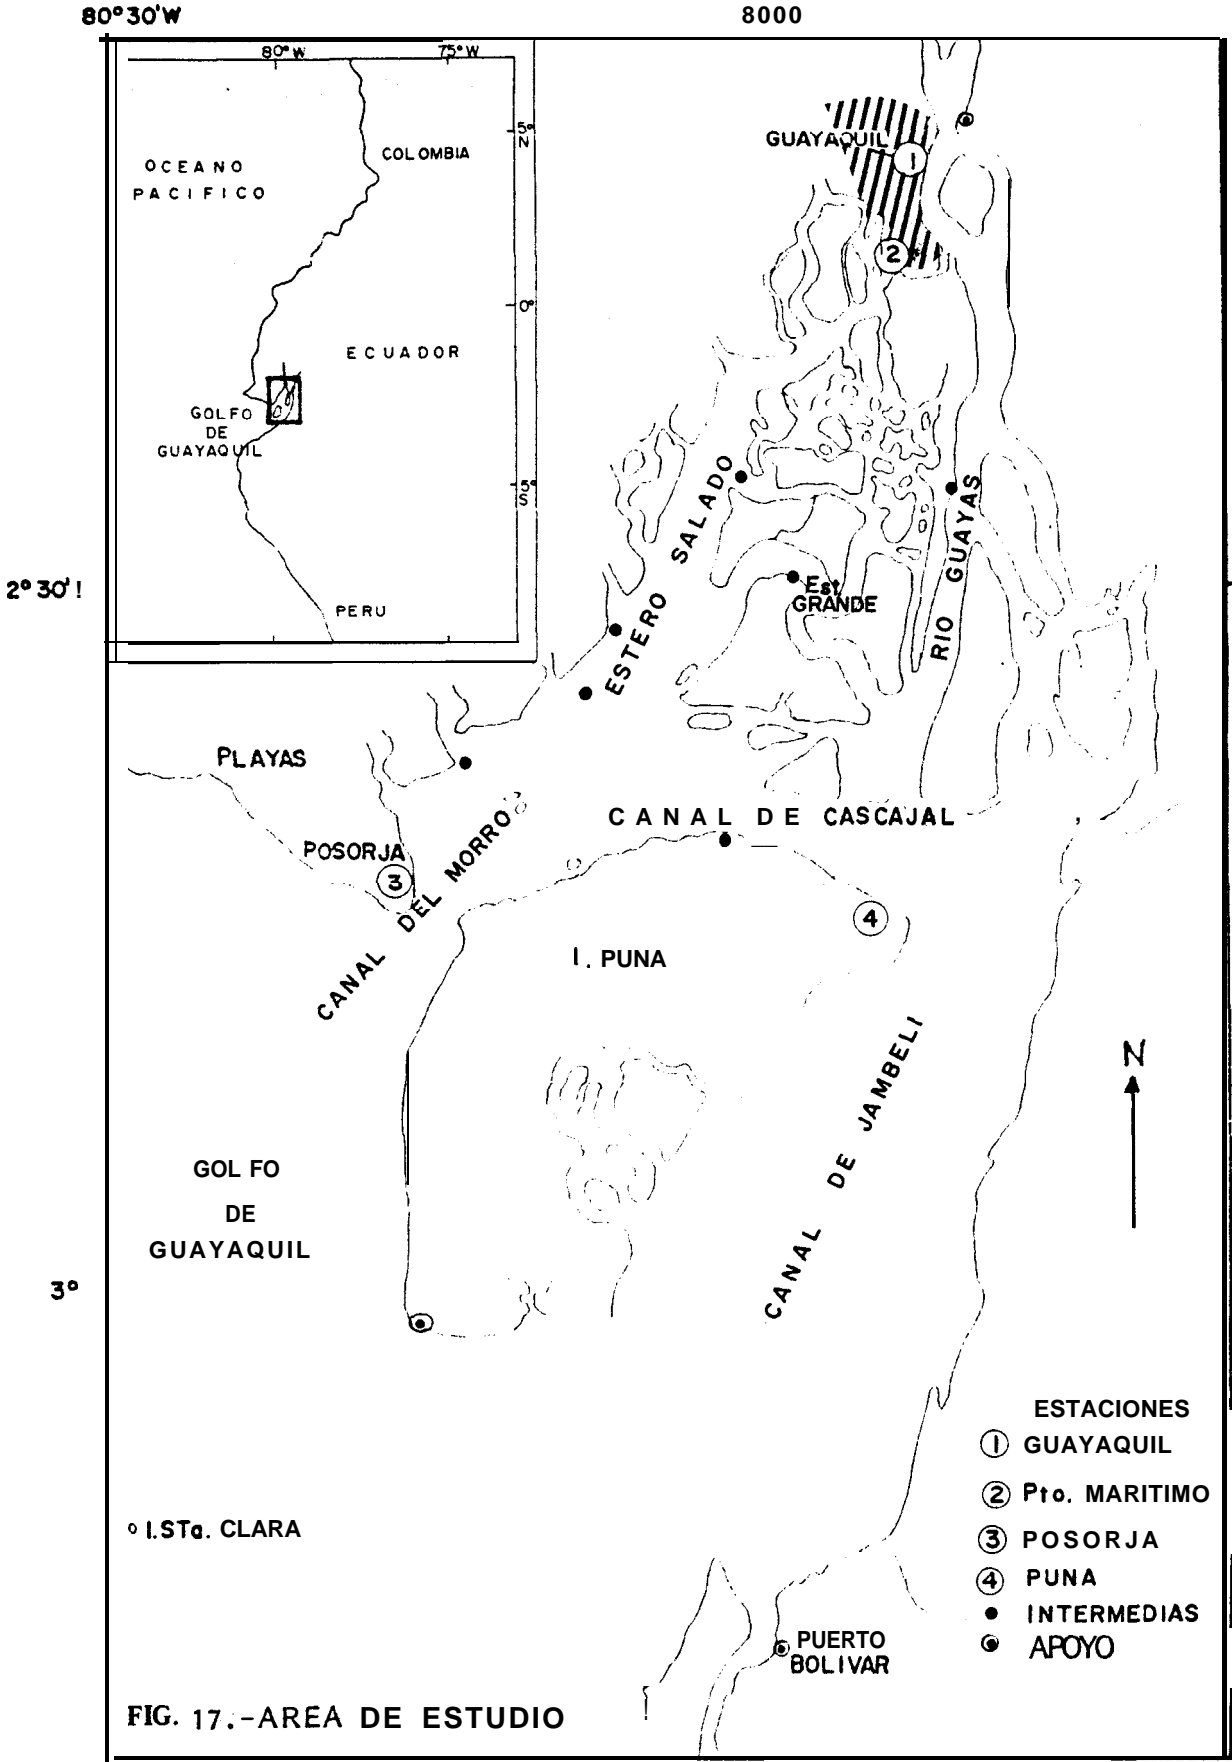 80°30'W
8000
80°W
75°W
5°
N
COLOMBIA
OCEANO
PACIFICO
0°
ECUADOR
GOLFO
DE
GUAYAQUIL
5°
S
PERU
GUAYAQUIL
1
2
2°30'!
ESTERO SALADO
RIO GUAYAS
Est.
GRANDE
PLAYAS
CANAL DE CASCAJAL
POSORJA
3
CANAL DEL MORRO
4
I. PUNA
CANAL DE JAMBELI
N
GOL FO
DE
GUAYAQUIL
3°
ESTACIONES
1 GUAYAQUIL
2 Pto. MARITIMO
3 POSORJA
4 PUNA
INTERMEDIAS
APOYO
I.STa. CLARA
PUERTO
BOLIVAR
FIG. 17.-AREA DE ESTUDIO